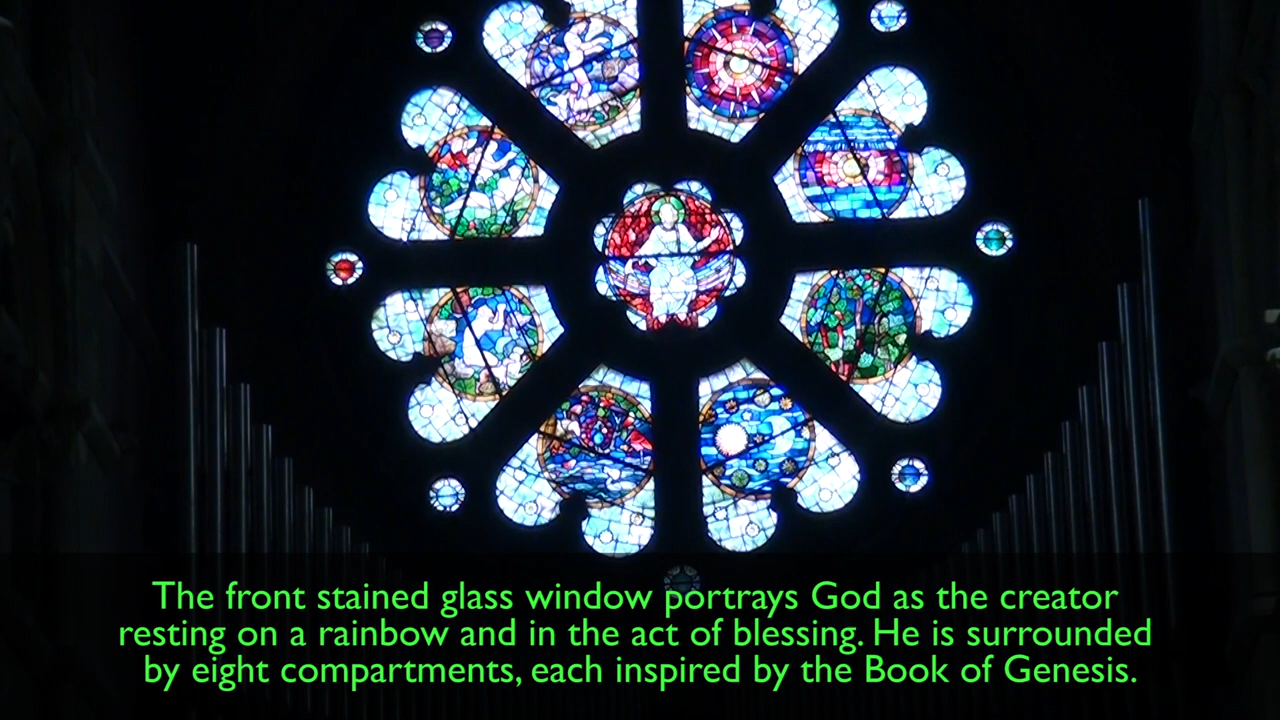 The front stained glass window portrays God as the creator
resting on a rainbow and in the act of blessing. He is surrounded
by eight compartments, each inspired by the Book of Genesis.